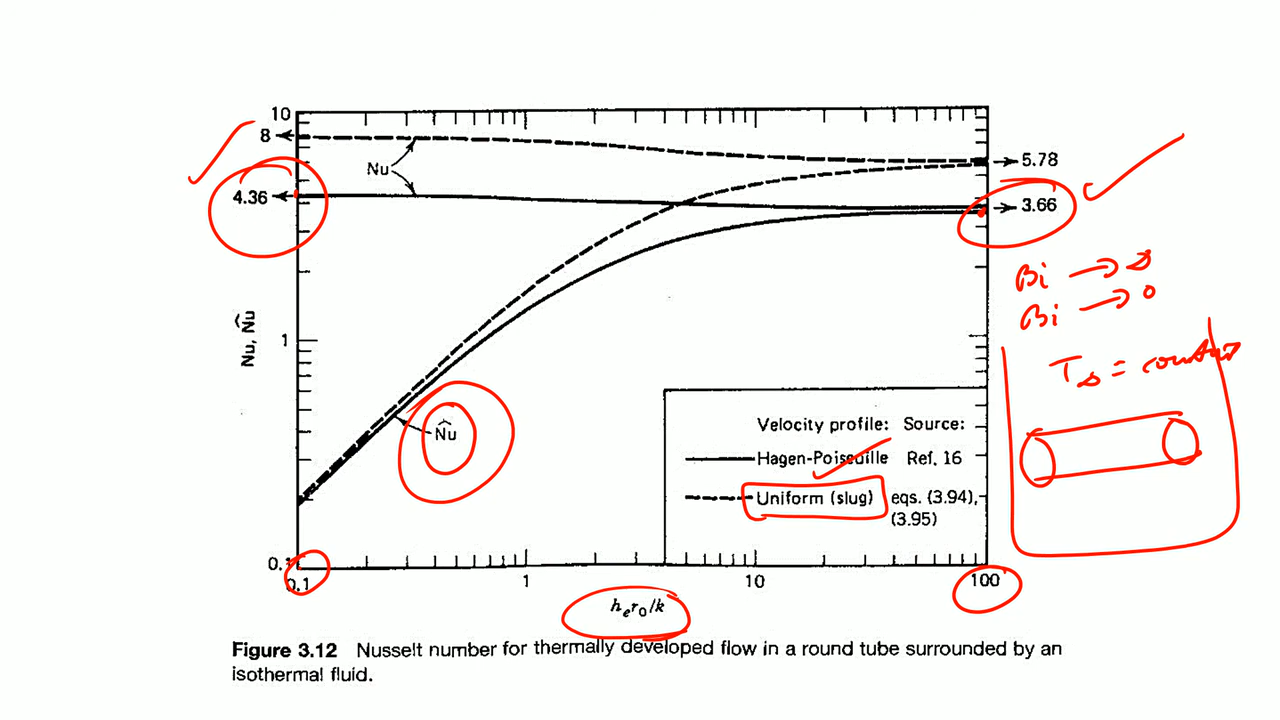 10
8
Nu
5.78
4.36
3.66
Bi → ∞
Bi → 0
Nu, N̂u
1
Ts = constant
N̂u
Velocity profile: Source:
Hagen-Poiseuille Ref. 16
Uniform (slug) eqs. (3.94),
(3.95)
0.1
0.1 1 10 100
hₑr₀/k
Figure 3.12 Nusselt number for thermally developed flow in a round tube surrounded by an
isothermal fluid.